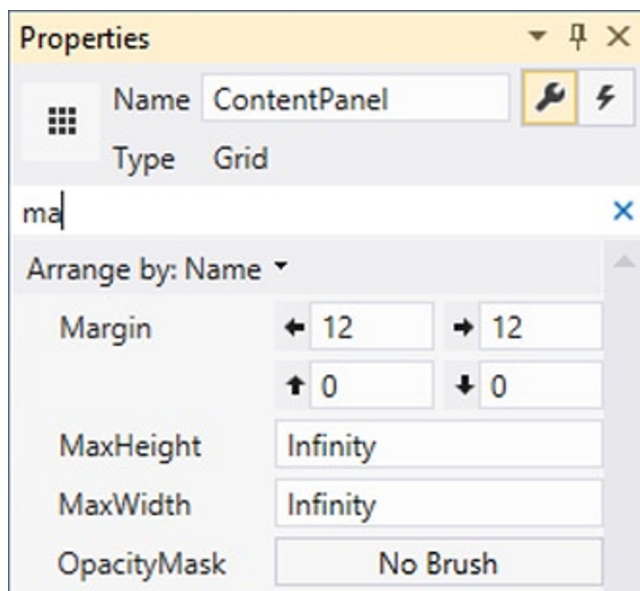 Properties
Name ContentPanel
Type Grid
ma
Arrange by: Name
Margin 12 12
0 0
MaxHeight Infinity
MaxWidth Infinity
OpacityMask No Brush